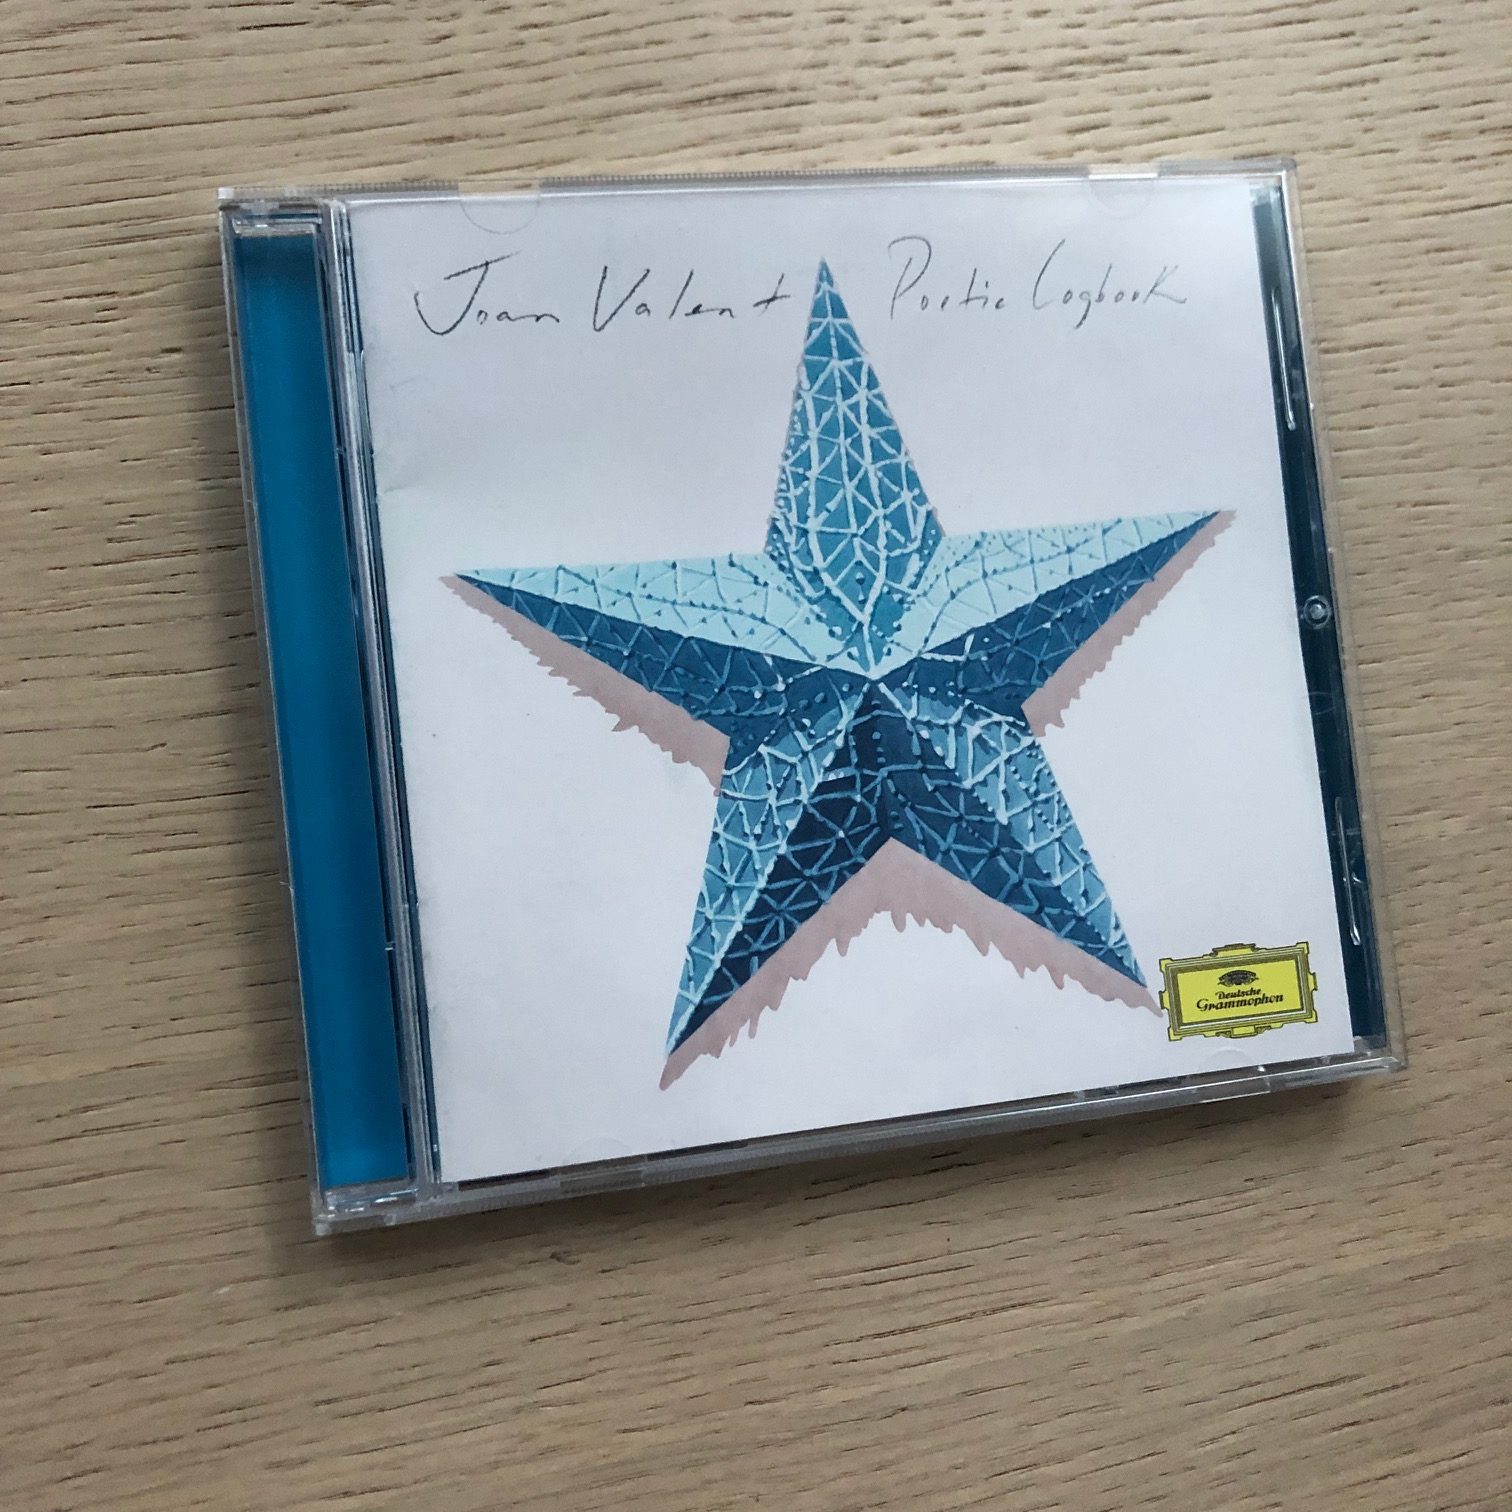 Joan Valent Poetic Logbook
Deutsche
Grammophon